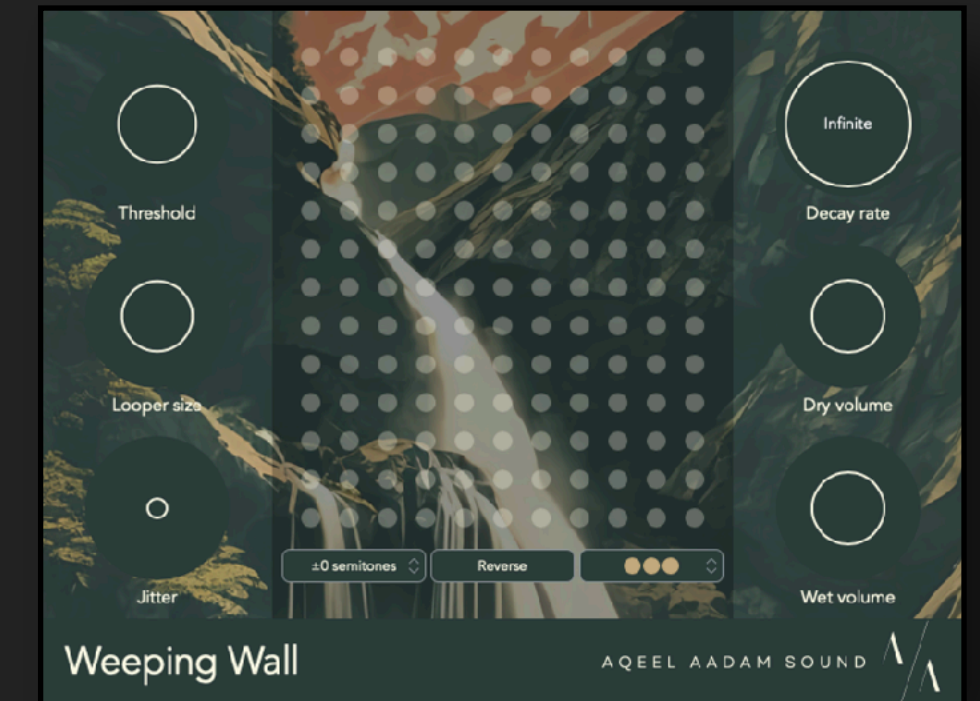 Infinite
Threshold
Decay rate
Looper size
Dry volume
±0 semitones
Reverse
Jitter
Wet volume
Weeping Wall
AQEEL AADAM SOUND